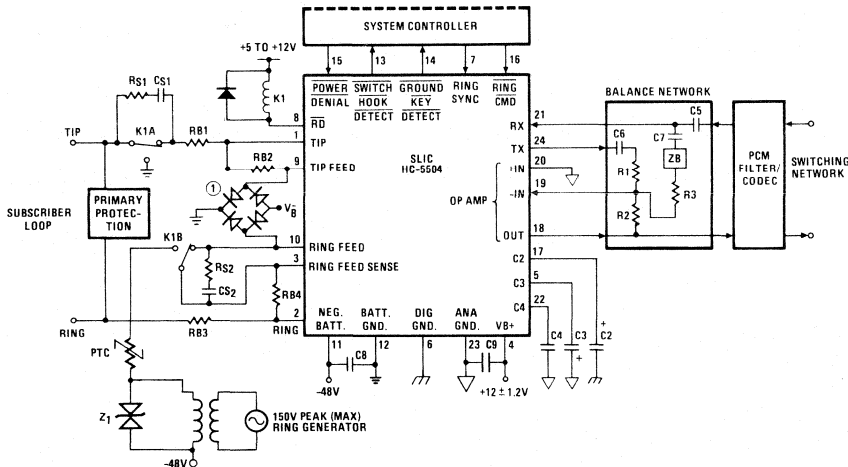 SYSTEM CONTROLLER
+5 TO +12V
15 13 14 7 16
POWER DENIAL
SWITCH HOOK DETECT
GROUND KEY DETECT
RING SYNC
RING CMD
RS1 CS1
K1
K1A
RB1
8 RD
TIP
1 TIP
RB2
9 TIP FEED
SLIC
HC-5504
BALANCE NETWORK
21 RX
C5
24 TX
C6
C7
20 +IN
ZB
R1
19 -IN
R3
OP AMP
R2
18 OUT
PCM
FILTER/
CODEC
SWITCHING
NETWORK
1
VB-
SUBSCRIBER
LOOP
PRIMARY
PROTEC-
TION
K1B
10 RING FEED
RS2
3 RING FEED SENSE
CS2
RB4
17 C2
5 C3
22 C4
RING
RB3
2 RING
NEG. BATT.
BATT. GND.
DIG GND.
ANA GND.
VB+
11 12 6 23 4
C8
C9
C4 C3 + C2 +
-48V
+12 ± 1.2V
PTC
Z1
150V PEAK (MAX)
RING GENERATOR
-48V